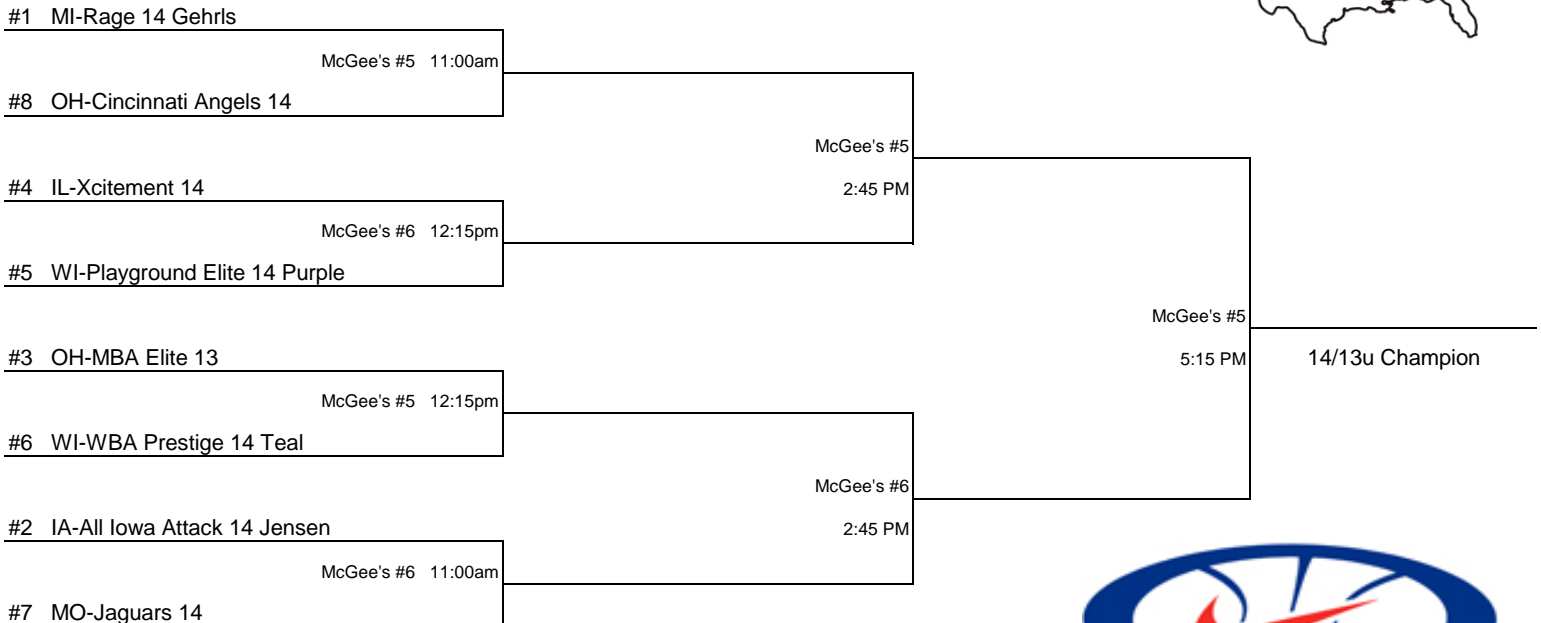 #1 MI-Rage 14 Gehrls
McGee's #5 11:00am
#8 OH-Cincinnati Angels 14
McGee's #5
#4 IL-Xcitement 14
2:45 PM
McGee's #6 12:15pm
#5 WI-Playground Elite 14 Purple
McGee's #5
#3 OH-MBA Elite 13
5:15 PM
14/13u Champion
McGee's #5 12:15pm
#6 WI-WBA Prestige 14 Teal
McGee's #6
#2 IA-All Iowa Attack 14 Jensen
2:45 PM
McGee's #6 11:00am
#7 MO-Jaguars 14